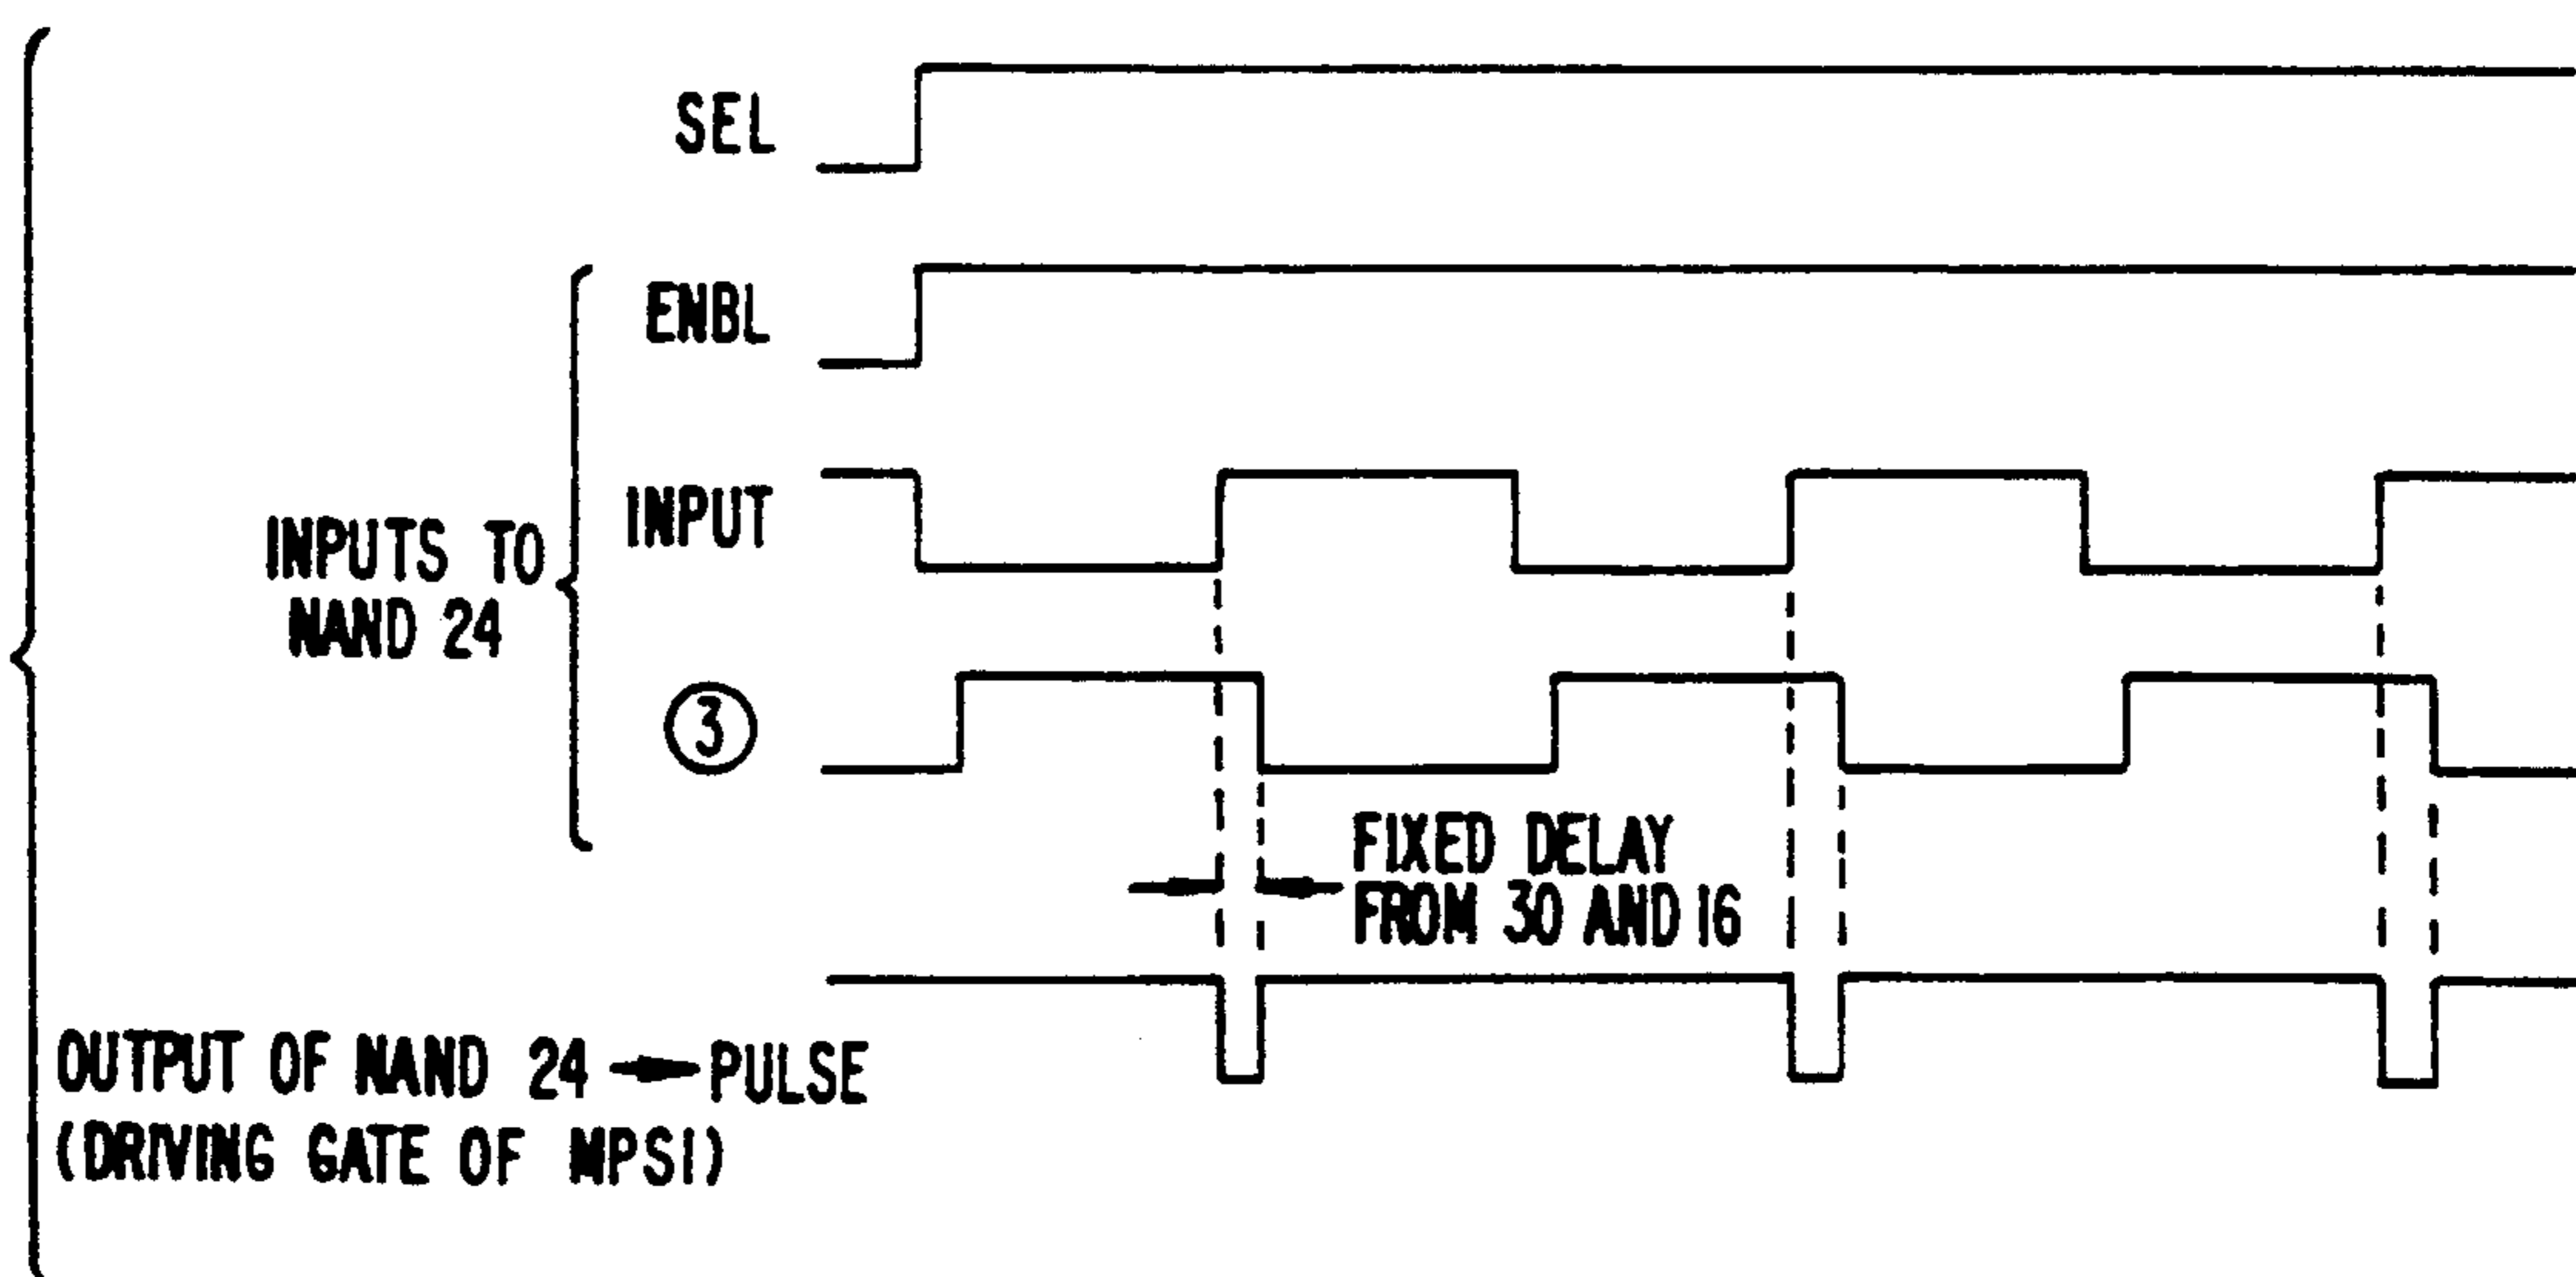 SEL
ENBL
INPUT
INPUTS TO
NAND 24
3
FIXED DELAY
FROM 30 AND 16
OUTPUT OF NAND 24 → PULSE
(DRIVING GATE OF MPS1)